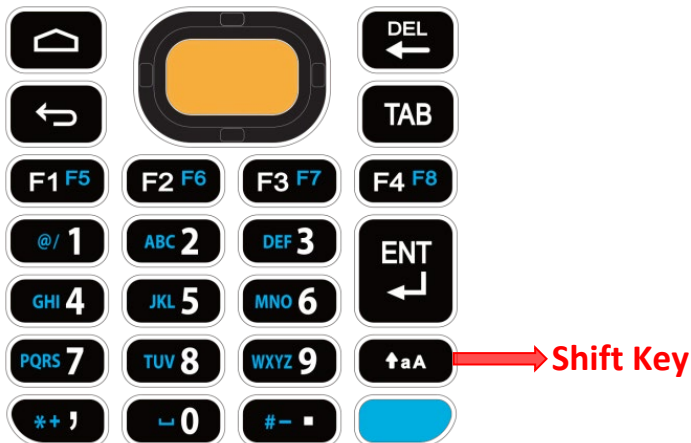 DEL
TAB
F1 F5 F2 F6 F3 F7 F4 F8
@/ 1 ABC 2 DEF 3 ENT
GHI 4 JKL 5 MNO 6
PQRS 7 TUV 8 WXYZ 9 aA Shift Key
*+ , ⎵ 0 #- .